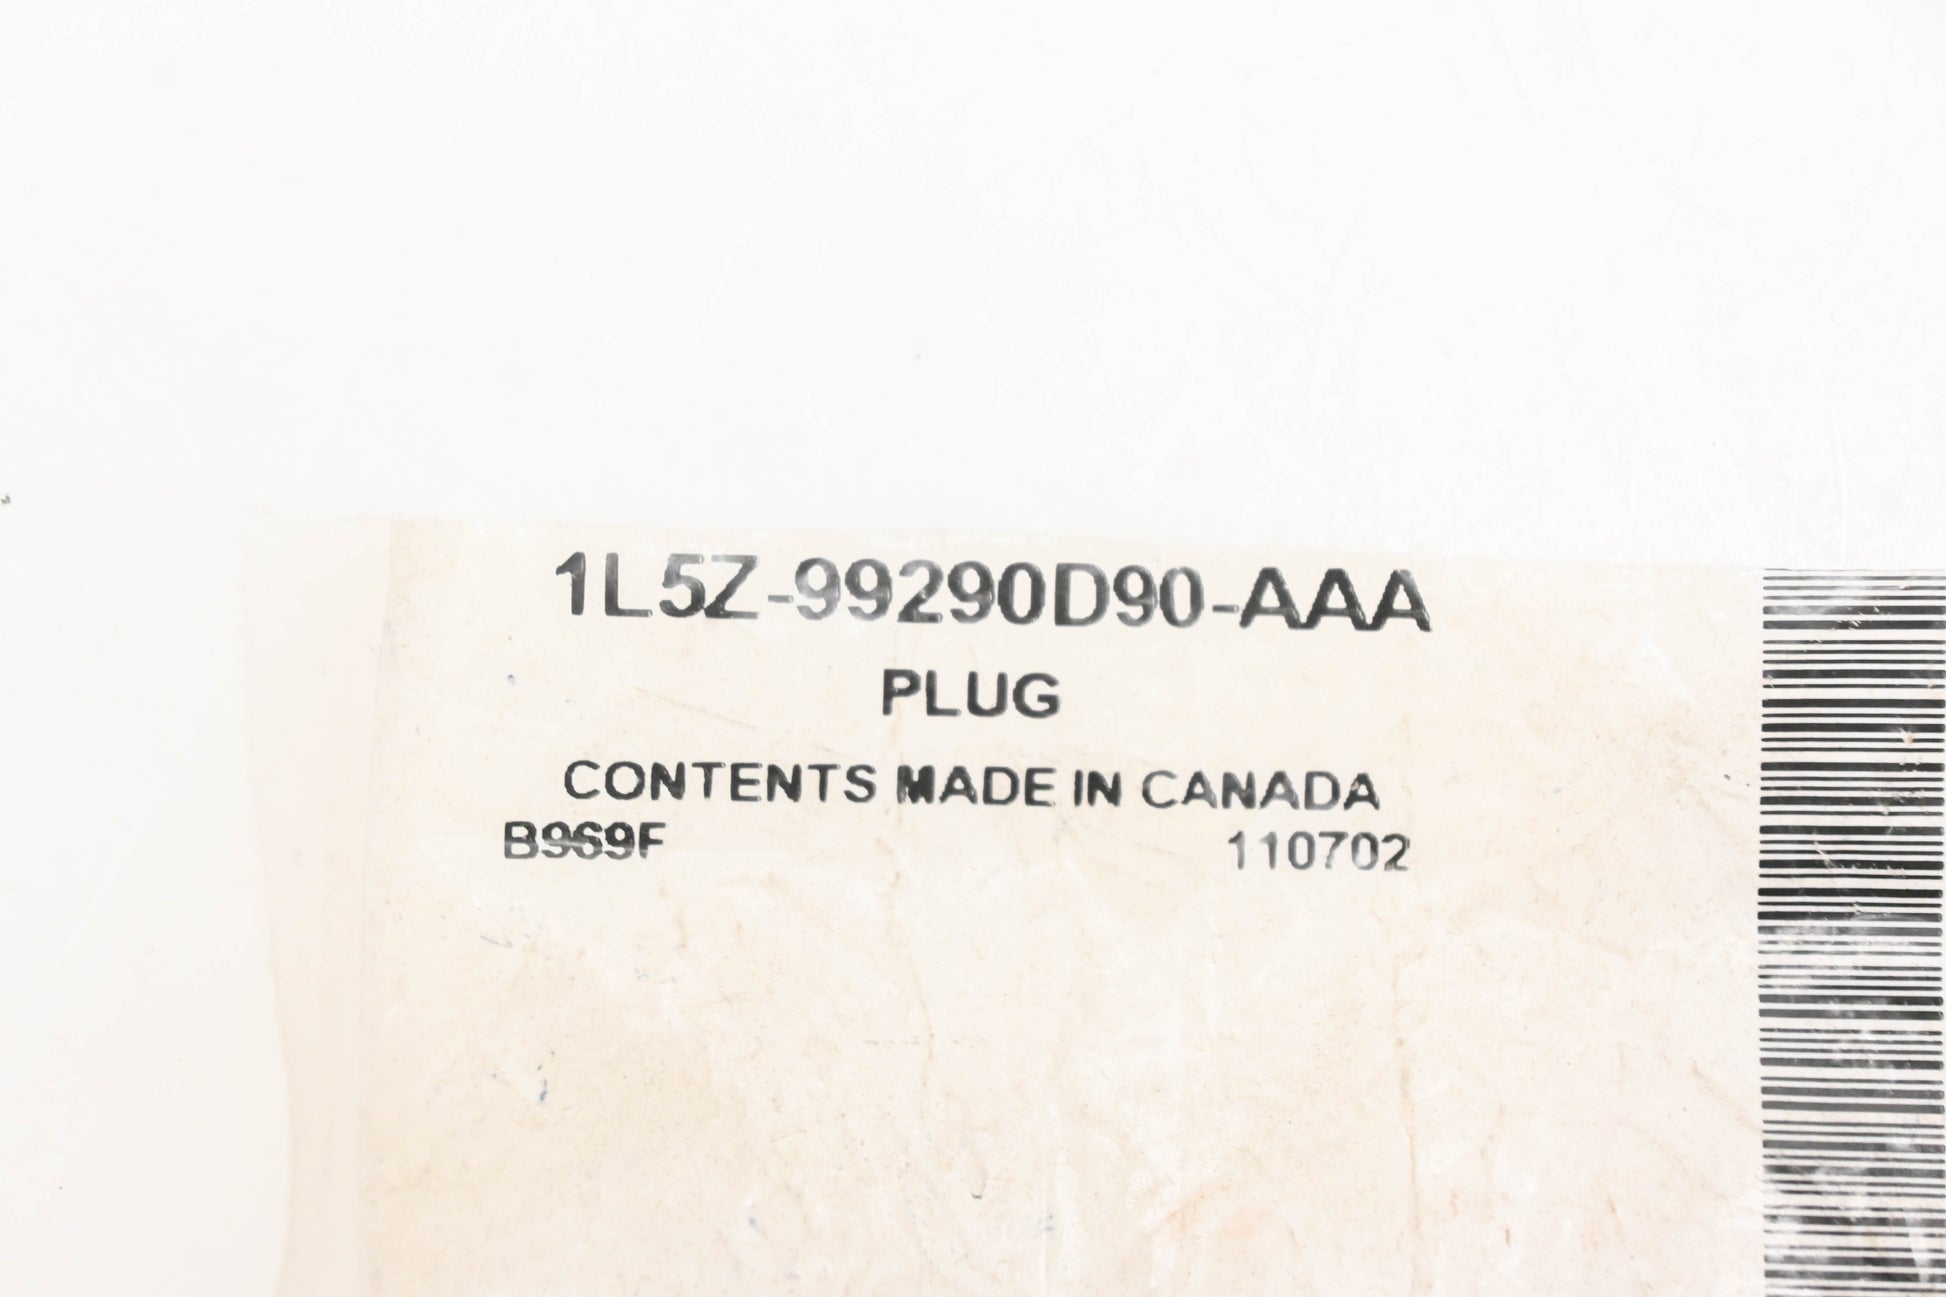 1L5Z-99290D90-AAA
PLUG
CONTENTS MADE IN CANADA
B969F 110702